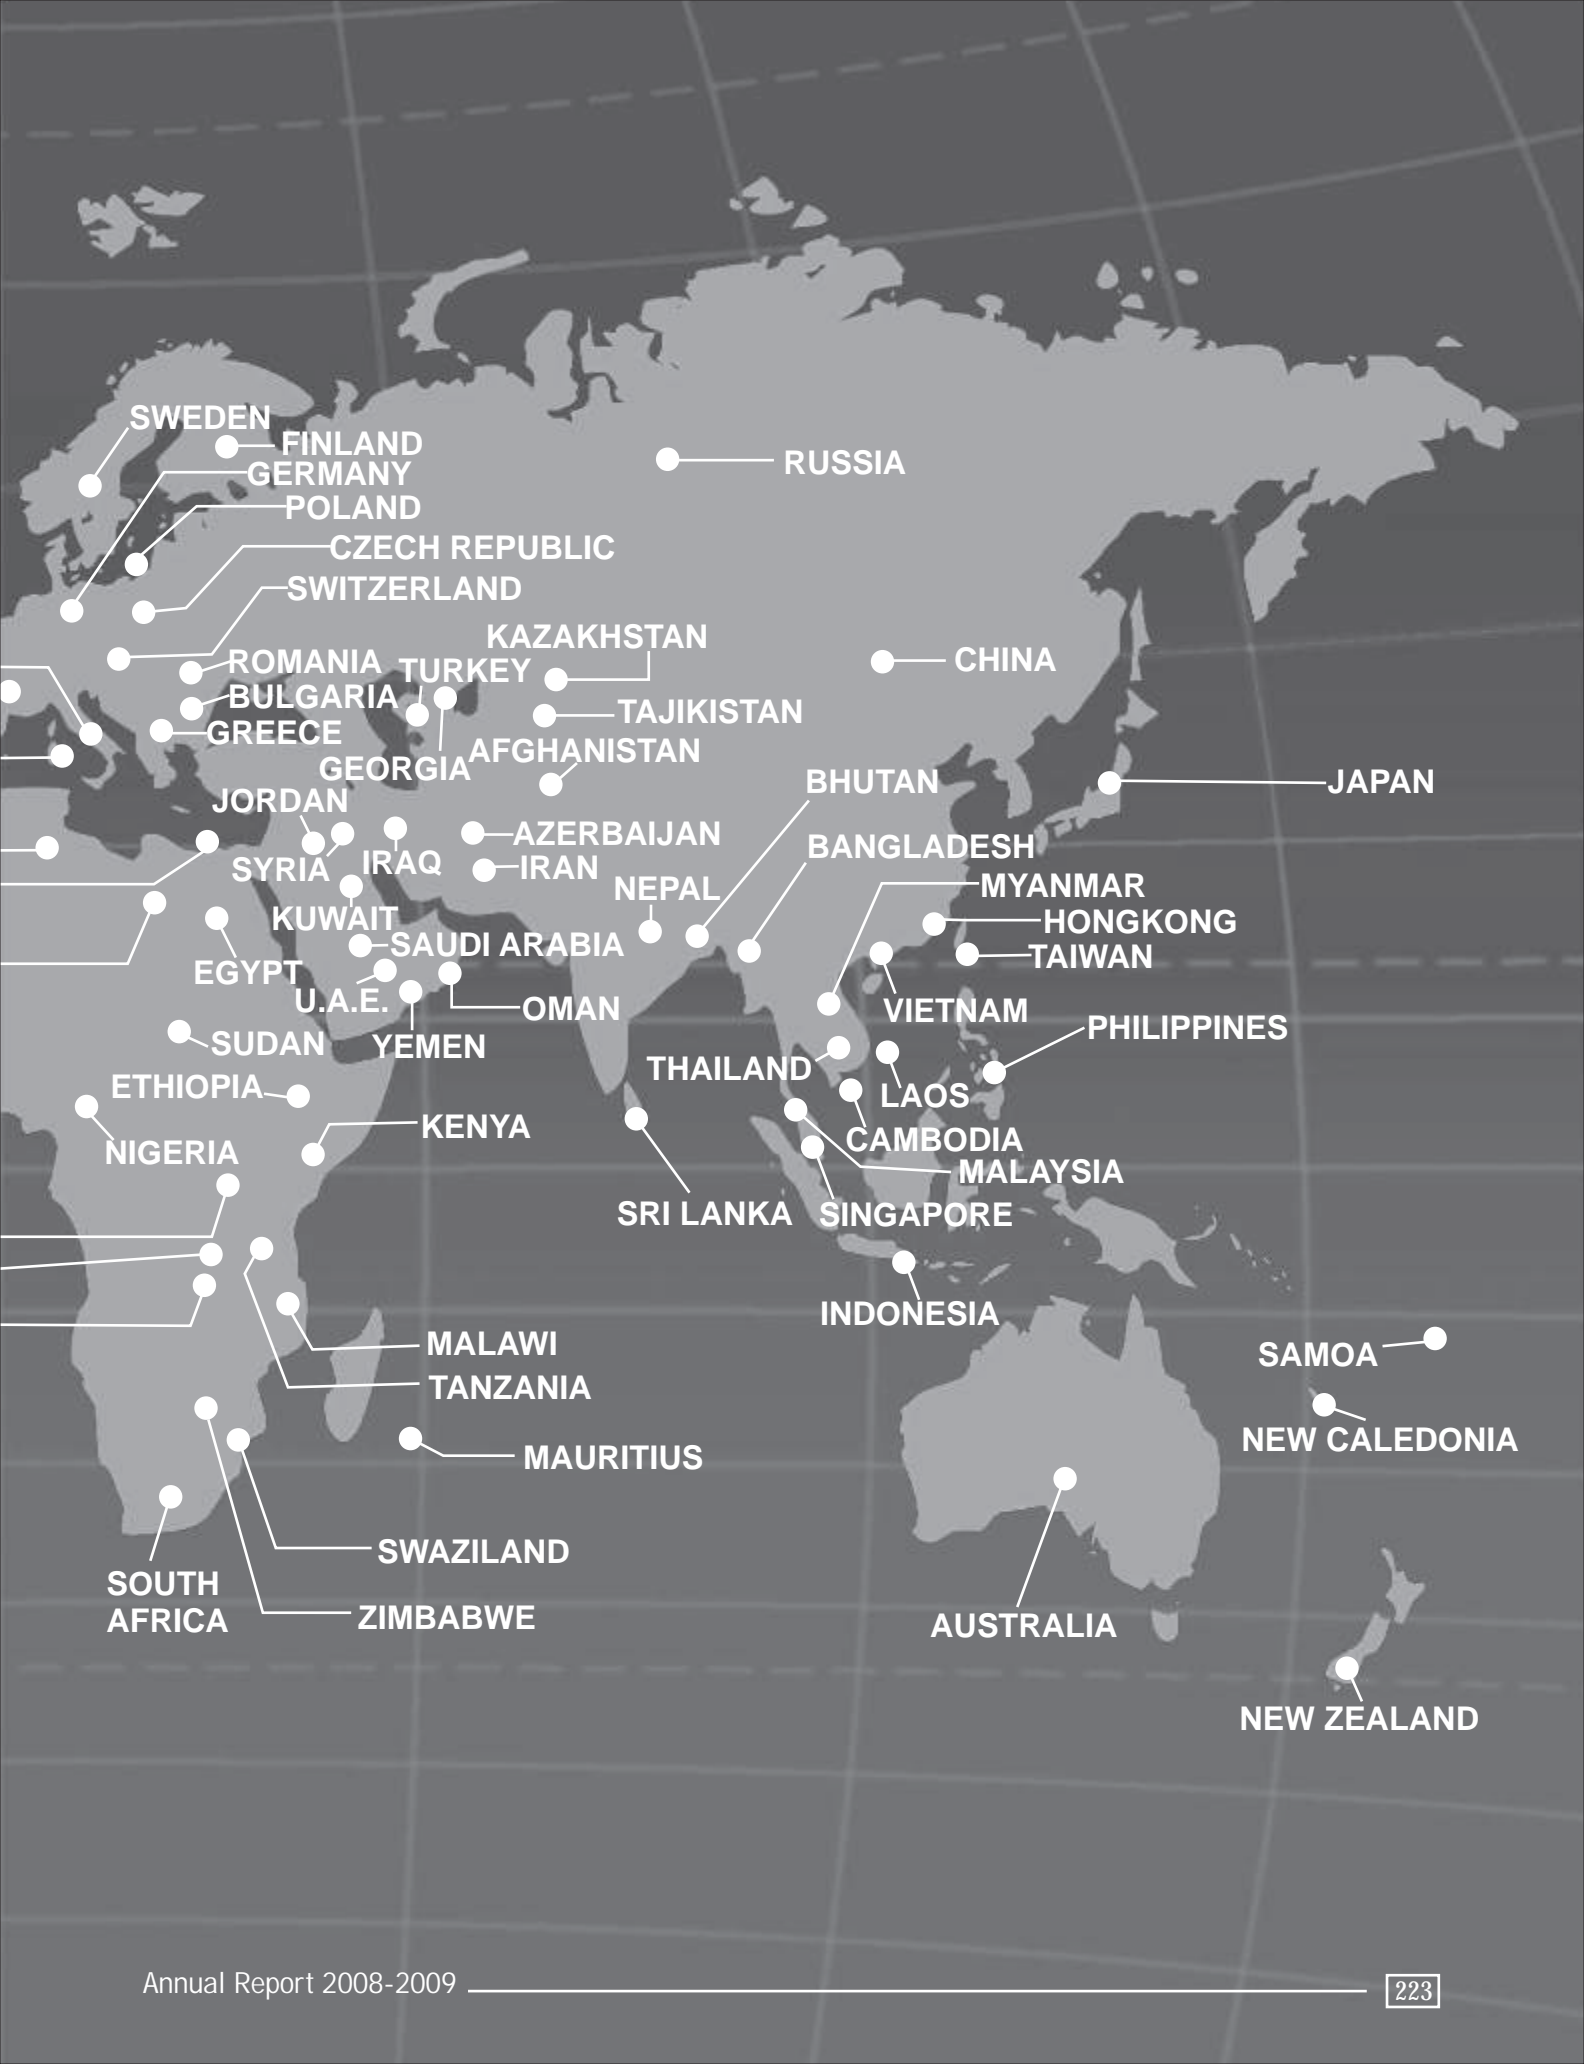 SWEDEN
FINLAND
GERMANY
RUSSIA
POLAND
CZECH REPUBLIC
SWITZERLAND
KAZAKHSTAN
ROMANIA
TURKEY
CHINA
BULGARIA
TAJIKISTAN
GREECE
AFGHANISTAN
GEORGIA
BHUTAN
JAPAN
JORDAN
AZERBAIJAN
BANGLADESH
SYRIA
IRAQ
IRAN
NEPAL
MYANMAR
KUWAIT
HONGKONG
SAUDI ARABIA
TAIWAN
EGYPT
U.A.E.
OMAN
VIETNAM
PHILIPPINES
SUDAN
YEMEN
THAILAND
ETHIOPIA
LAOS
KENYA
CAMBODIA
NIGERIA
MALAYSIA
SRI LANKA
SINGAPORE
INDONESIA
MALAWI
SAMOA
TANZANIA
NEW CALEDONIA
MAURITIUS
SWAZILAND
SOUTH
AFRICA
ZIMBABWE
AUSTRALIA
NEW ZEALAND
Annual Report 2008-2009
223